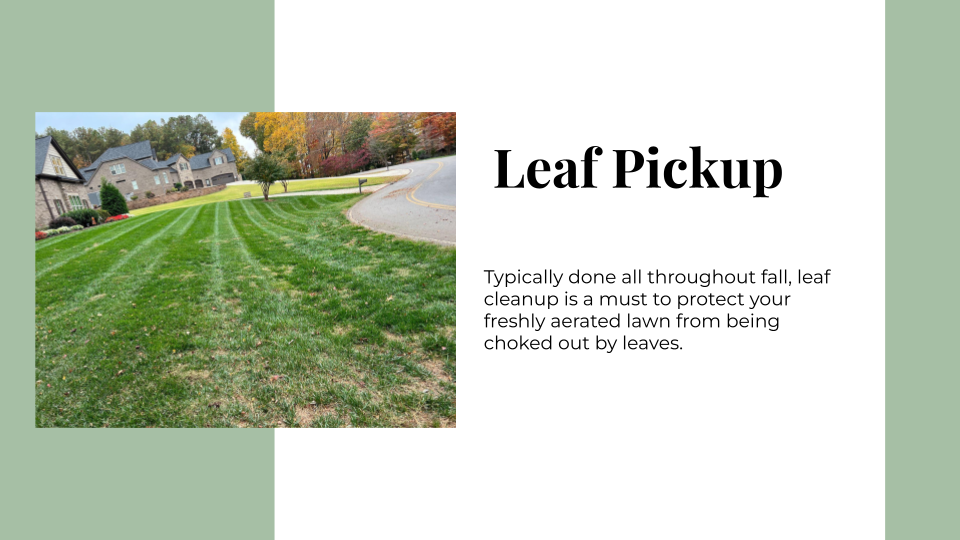 Leaf Pickup
Typically done all throughout fall, leaf
cleanup is a must to protect your
freshly aerated lawn from being
choked out by leaves.